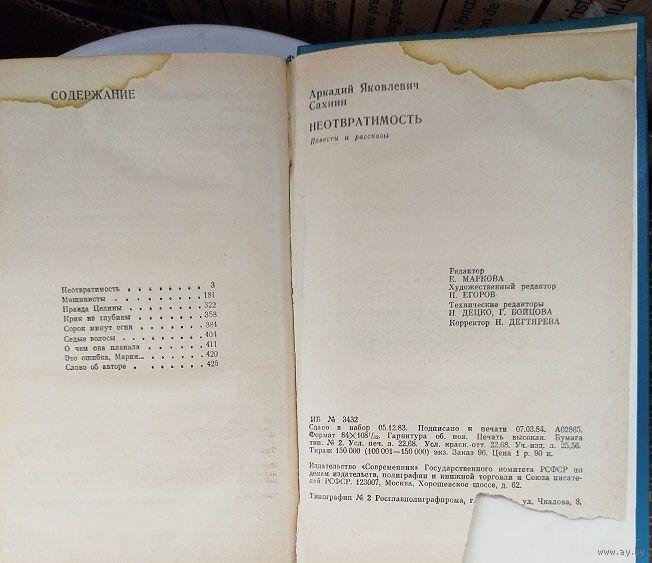 СОДЕРЖАНИЕ
Неотвратимость . . . . . . . . 3
Машинисты . . . . . . . . 181
Правда Целины . . . . . . . 322
Крик из глубины . . . . . . . 358
Сорок минут огня . . . . . . 384
Седые волосы . . . . . . . 404
О чем она плакала . . . . . . 411
Это ошибка, Мария... . . . . . 420
Слово об авторе . . . . . . . 425
Аркадий Яковлевич
Сахнин
НЕОТВРАТИМОСТЬ
Повести и рассказы
Редактор
Е. МАРКОВА
Художественный редактор
Н. ЕГОРОВ
Технические редакторы
Н. ДЕЦКО, Г. БОЙЦОВА
Корректор Н. ДЕГТЯРЕВА
ИБ № 3432
Сдано в набор 05.12.83. Подписано к печати 07.03.84. А02865.
Формат 84×108 1/32. Гарнитура об. нов. Печать высокая. Бумага
тип. № 2. Усл. печ. л. 22,68. Усл. краск.-отт. 22,68. Уч.-изд. л. 25,56.
Тираж 150 000 (100 001—150 000) экз. Заказ 96. Цена 1 р. 90 к.
Издательство «Современник» Государственного комитета РСФСР по
делам издательств, полиграфии и книжной торговли и Союза писате-
лей РСФСР. 123007, Москва, Хорошевское шоссе, д. 62.
Типография № 2 Росглавполиграфпрома, г. ул. Чкалова, 8.
www.ay.by